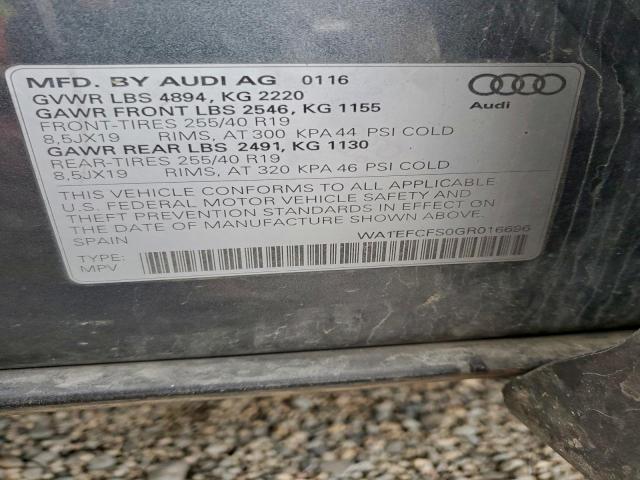 MFD. BY AUDI AG 0116
GVWR LBS 4894, KG 2220
GAWR FRONT LBS 2546, KG 1155
FRONT-TIRES 255/40 R19
8,5JX19 RIMS, AT 300 KPA 44 PSI COLD
GAWR REAR LBS 2491, KG 1130
REAR-TIRES 255/40 R19
8,5JX19 RIMS, AT 320 KPA 46 PSI COLD
THIS VEHICLE CONFORMS TO ALL APPLICABLE
U.S. FEDERAL MOTOR VEHICLE SAFETY AND
THEFT PREVENTION STANDARDS IN EFFECT ON
THE DATE OF MANUFACTURE SHOWN ABOVE.
SPAIN
WA1EFCFS0GR016696
TYPE:
MPV
Audi